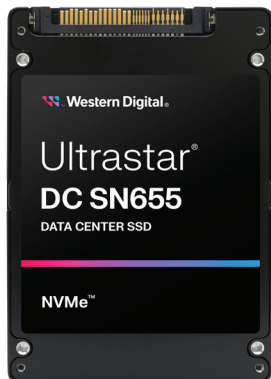 Western Digital®
Ultrastar®
DC SN655
DATA CENTER SSD
NVMe™